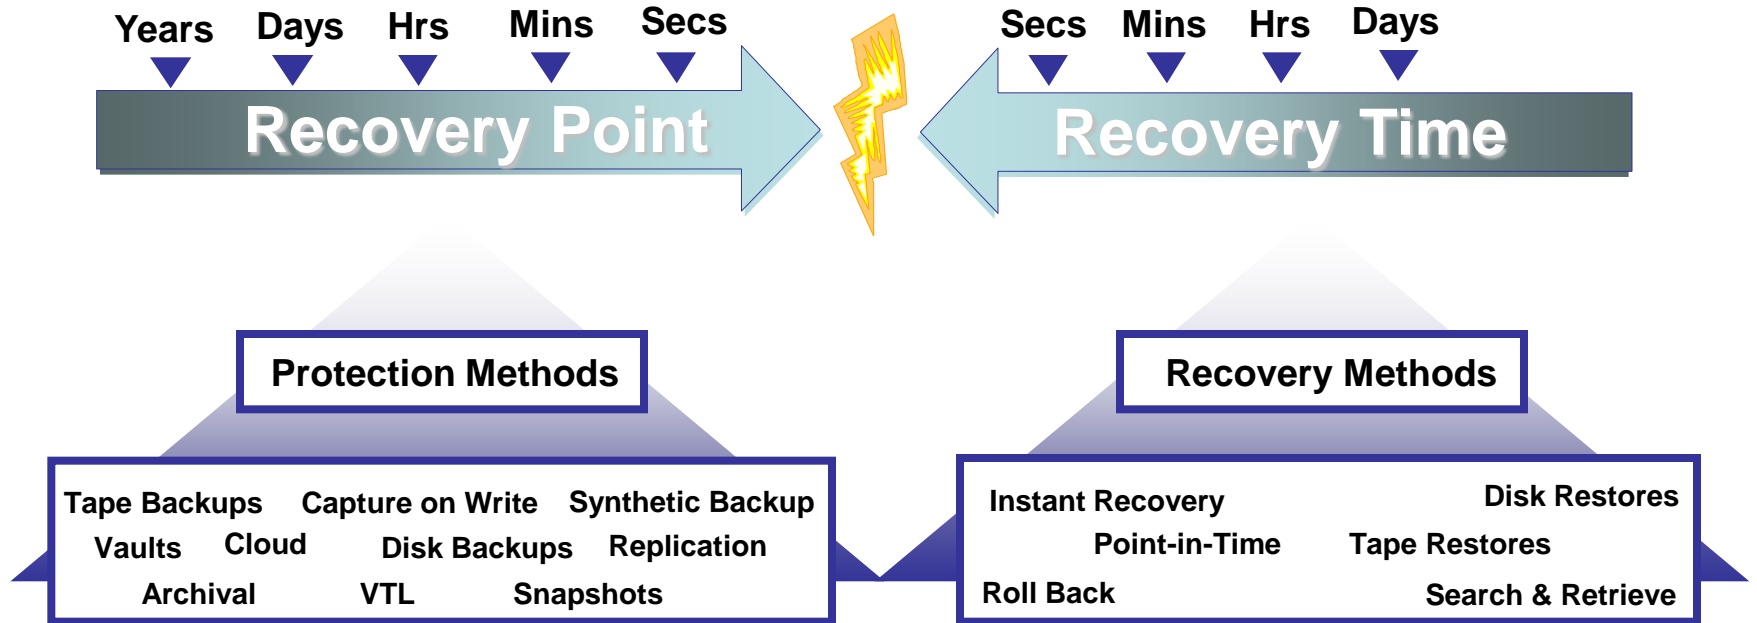 Years Days Hrs Mins Secs
Recovery Point
Secs Mins Hrs Days
Recovery Time
Protection Methods
Tape Backups Capture on Write Synthetic Backup
Vaults Cloud Disk Backups Replication
Archival VTL Snapshots
Recovery Methods
Instant Recovery Disk Restores
Point-in-Time Tape Restores
Roll Back Search & Retrieve